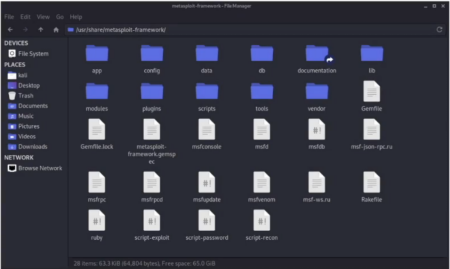 metasploit-framework - File Manager
File Edit View Go Help
/usr/share/metasploit-framework/
DEVICES
File System
PLACES
kali
Desktop
Trash
Documents
Music
Pictures
Videos
Downloads
NETWORK
Browse Network
app config data db documentation lib
modules plugins scripts tools vendor Gemfile
Gemfile.lock metasploit-framework.gemspec msfconsole msfd msfdb msf-json-rpc.ru
msfrpc msfrpcd msfupdate msfvenom msf-ws.ru Rakefile
ruby script-exploit script-password script-recon
28 items: 63.3 KiB (64,804 bytes), Free space: 65.0 GiB